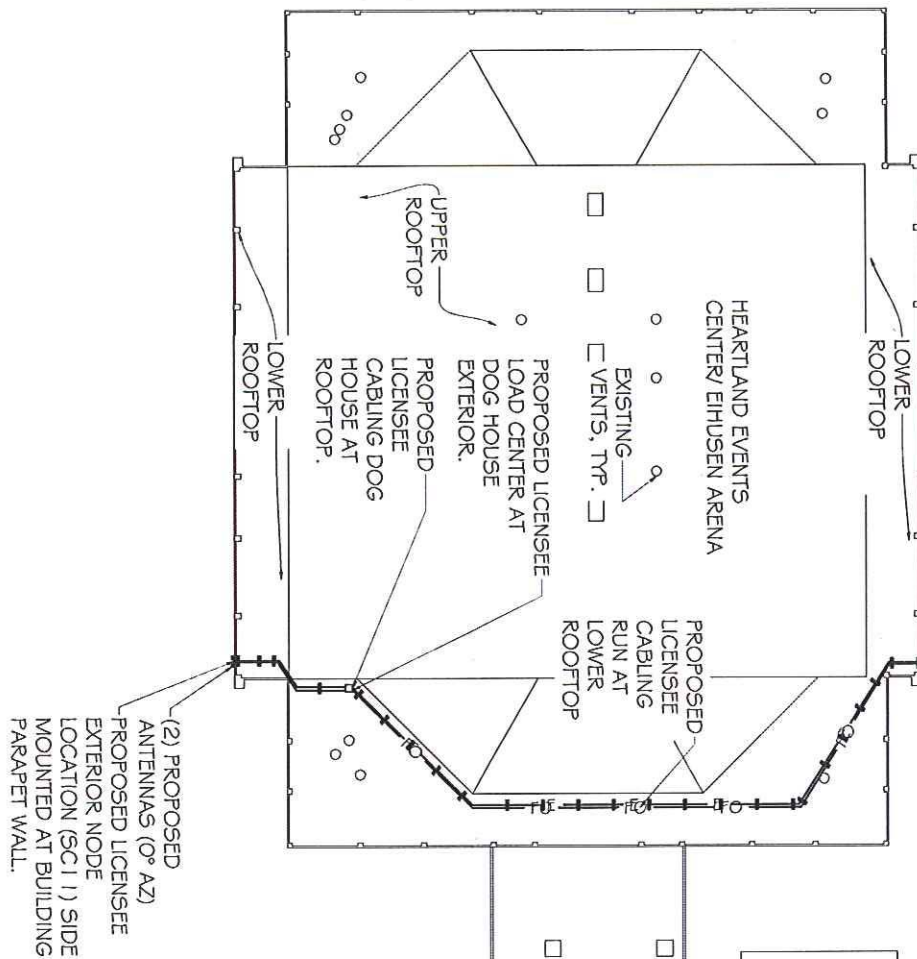 LOWER
ROOFTOP
HEARTLAND EVENTS
CENTER/ EIHUSEN ARENA
EXISTING
VENTS, TYP.
PROPOSED
LICENSEE
CABLING
RUN AT
LOWER
ROOFTOP
UPPER
ROOFTOP
PROPOSED LICENSEE
LOAD CENTER AT
DOG HOUSE
EXTERIOR.
PROPOSED
LICENSEE
CABLING DOG
HOUSE AT
ROOFTOP.
LOWER
ROOFTOP
(2) PROPOSED
ANTENNAS (0° AZ)
PROPOSED LICENSEE
EXTERIOR NODE
LOCATION (SC11) SIDE
MOUNTED AT BUILDING
PARAPET WALL.